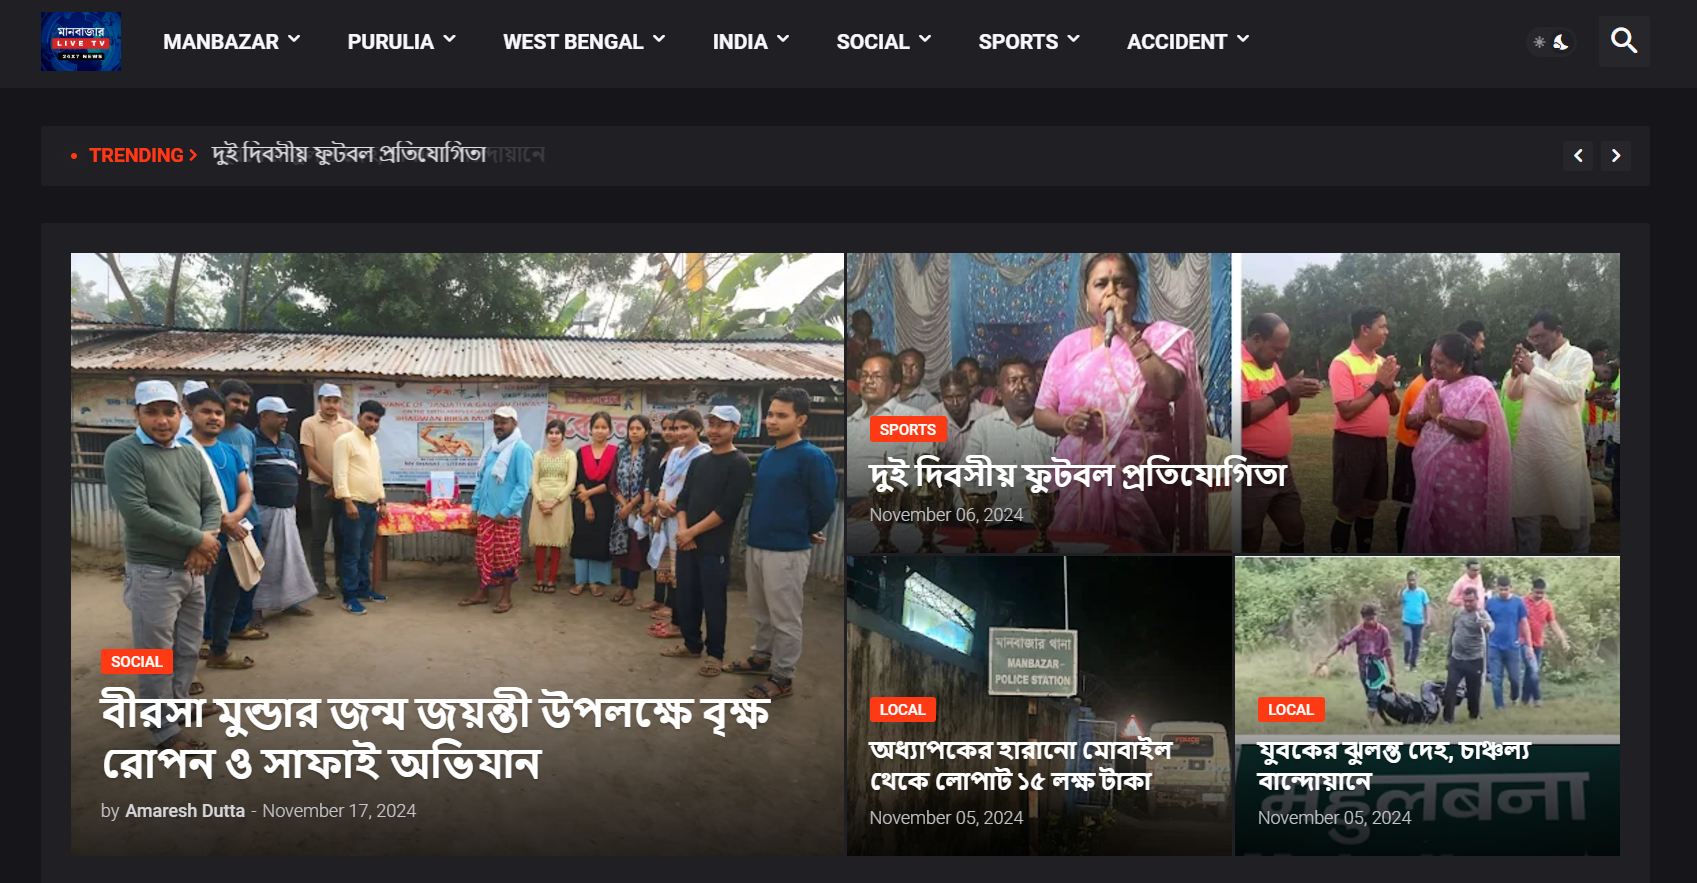 মানবাজার
LIVE TV
24X7 NEWS
MANBAZAR
PURULIA
WEST BENGAL
INDIA
SOCIAL
SPORTS
ACCIDENT
TRENDING
দুই দিবসীয় ফুটবল প্রতিযোগিতা
SOCIAL
বীরসা মুন্ডার জন্ম জয়ন্তী উপলক্ষে বৃক্ষ
রোপন ও সাফাই অভিযান
by Amaresh Dutta - November 17, 2024
SPORTS
দুই দিবসীয় ফুটবল প্রতিযোগিতা
November 06, 2024
মানবাজার থানা
MANBAZAR
POLICE STATION
LOCAL
অধ্যাপকের হারানো মোবাইল
থেকে লোপাট ১৫ লক্ষ টাকা
November 05, 2024
LOCAL
যুবকের ঝুলন্ত দেহ, চাঞ্চল্য
বান্দোয়ানে
November 05, 2024
महुलबना